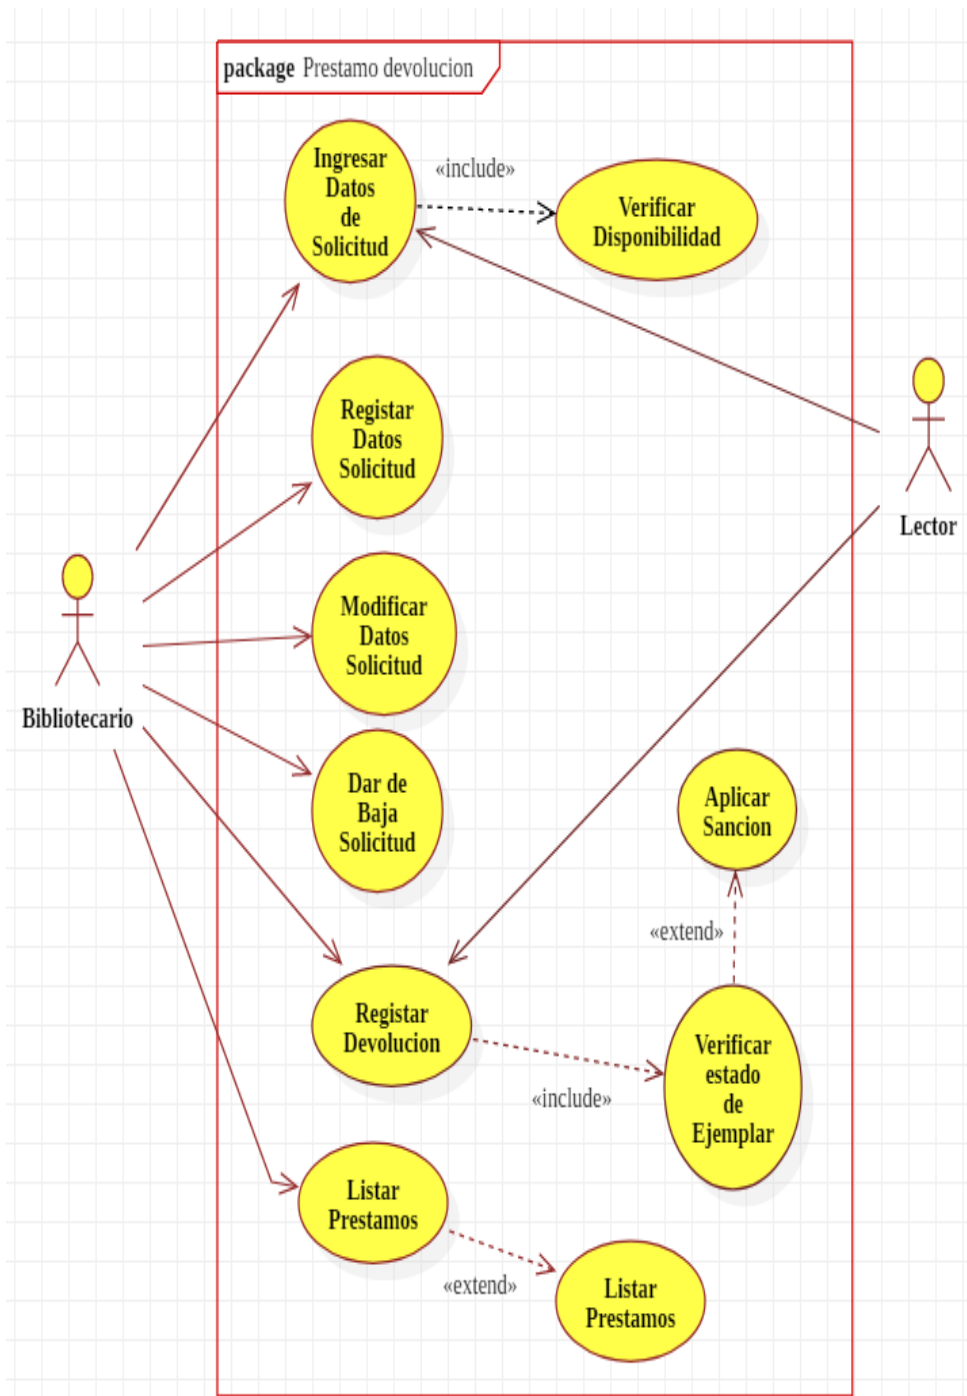 package Prestamo devolucion
Ingresar
Datos
de
Solicitud
«include»
Verificar
Disponibilidad
Registar
Datos
Solicitud
Lector
Modificar
Datos
Solicitud
Bibliotecario
Dar de
Baja
Solicitud
Aplicar
Sancion
«extend»
Registar
Devolucion
«include»
Verificar
estado
de
Ejemplar
Listar
Prestamos
«extend»
Listar
Prestamos